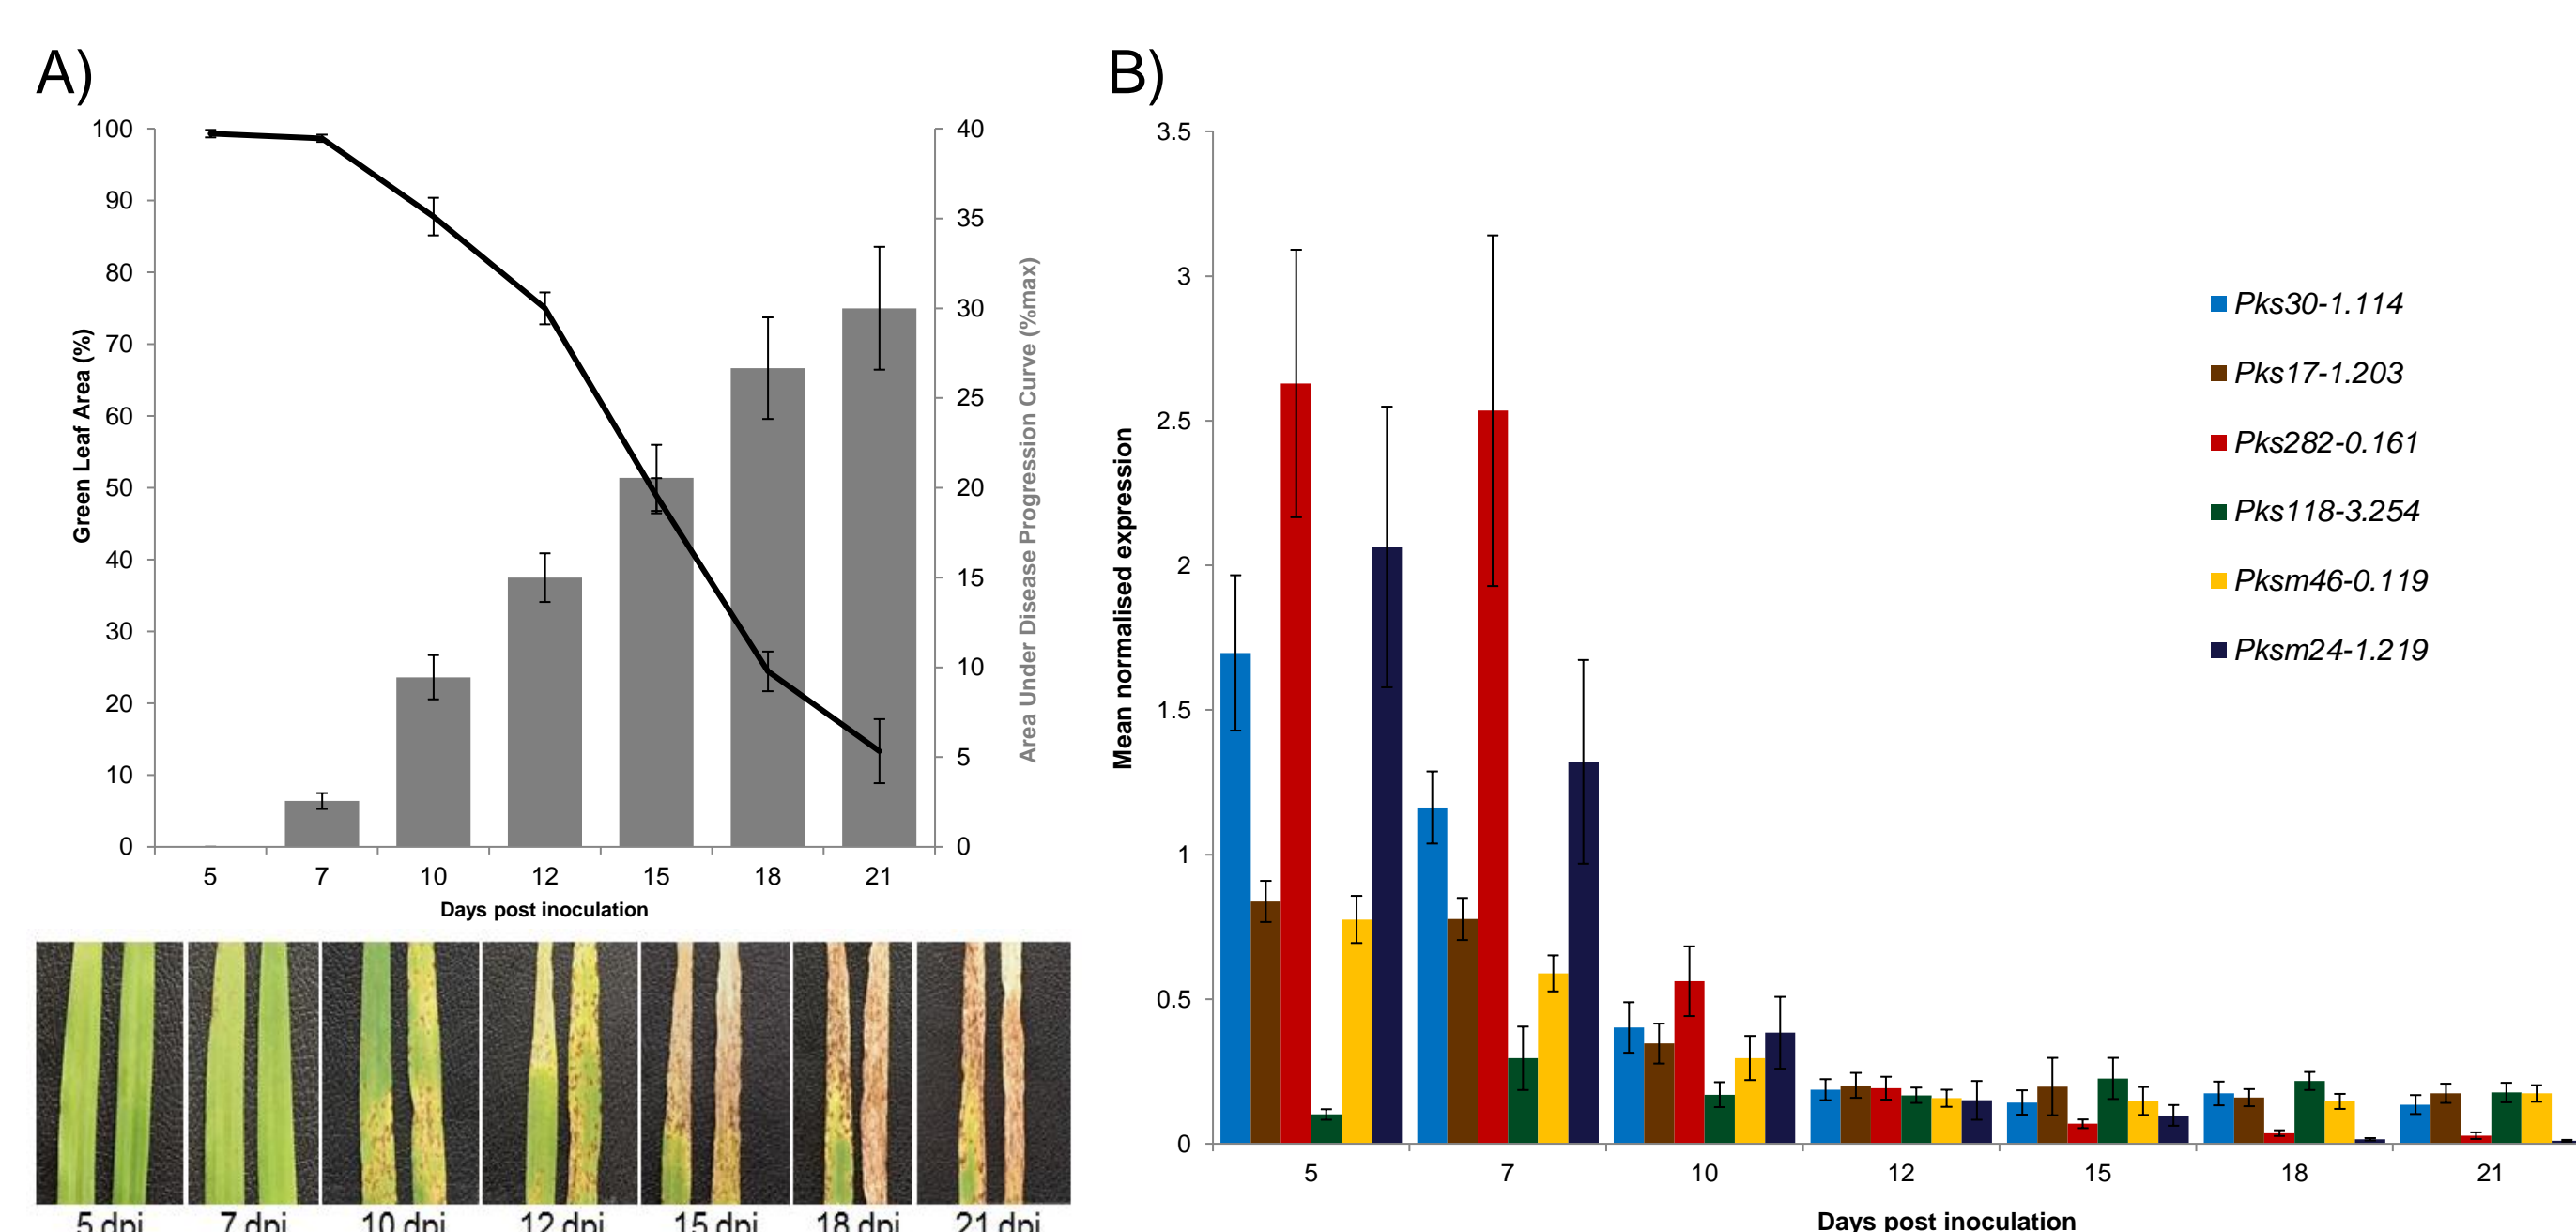 A)
100
90
80
70
60
50
40
30
20
10
0
Green Leaf Area (%)
40
35
30
25
20
15
10
5
0
Area Under Disease Progression Curve (%max)
5 7 10 12 15 18 21
Days post inoculation
5 dpi 7 dpi 10 dpi 12 dpi 15 dpi 18 dpi 21 dpi
B)
3.5
3
2.5
2
1.5
1
0.5
0
Mean normalised expression
Pks30-1.114
Pks17-1.203
Pks282-0.161
Pks118-3.254
Pksm46-0.119
Pksm24-1.219
5 7 10 12 15 18 21
Days post inoculation